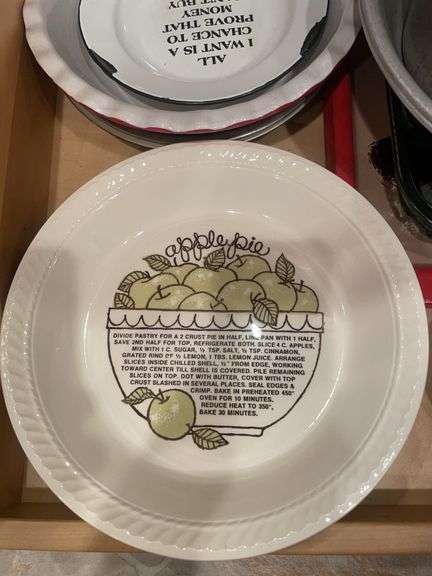 ALL
I WANT IS A
CHANCE TO
PROVE THAT
MONEY
BUY
apple pie
DIVIDE PASTRY FOR A 2 CRUST PIE IN HALF, LINE PAN WITH 1 HALF,
SAVE 2ND HALF FOR TOP, REFRIGERATE BOTH. SLICE 4 C. APPLES,
MIX WITH 1 C. SUGAR, ½ TSP. SALT, ½ TSP. CINNAMON,
GRATED RIND OF ½ LEMON, 1 TBS. LEMON JUICE. ARRANGE
SLICES INSIDE CHILLED SHELL, ½" FROM EDGE, WORKING
TOWARD CENTER TILL SHELL IS COVERED. PILE REMAINING
SLICES ON TOP. DOT WITH BUTTER, COVER WITH TOP
CRUST SLASHED IN SEVERAL PLACES. SEAL EDGES &
CRIMP. BAKE IN PREHEATED 450°
OVEN FOR 10 MINUTES.
REDUCE HEAT TO 350°,
BAKE 30 MINUTES.